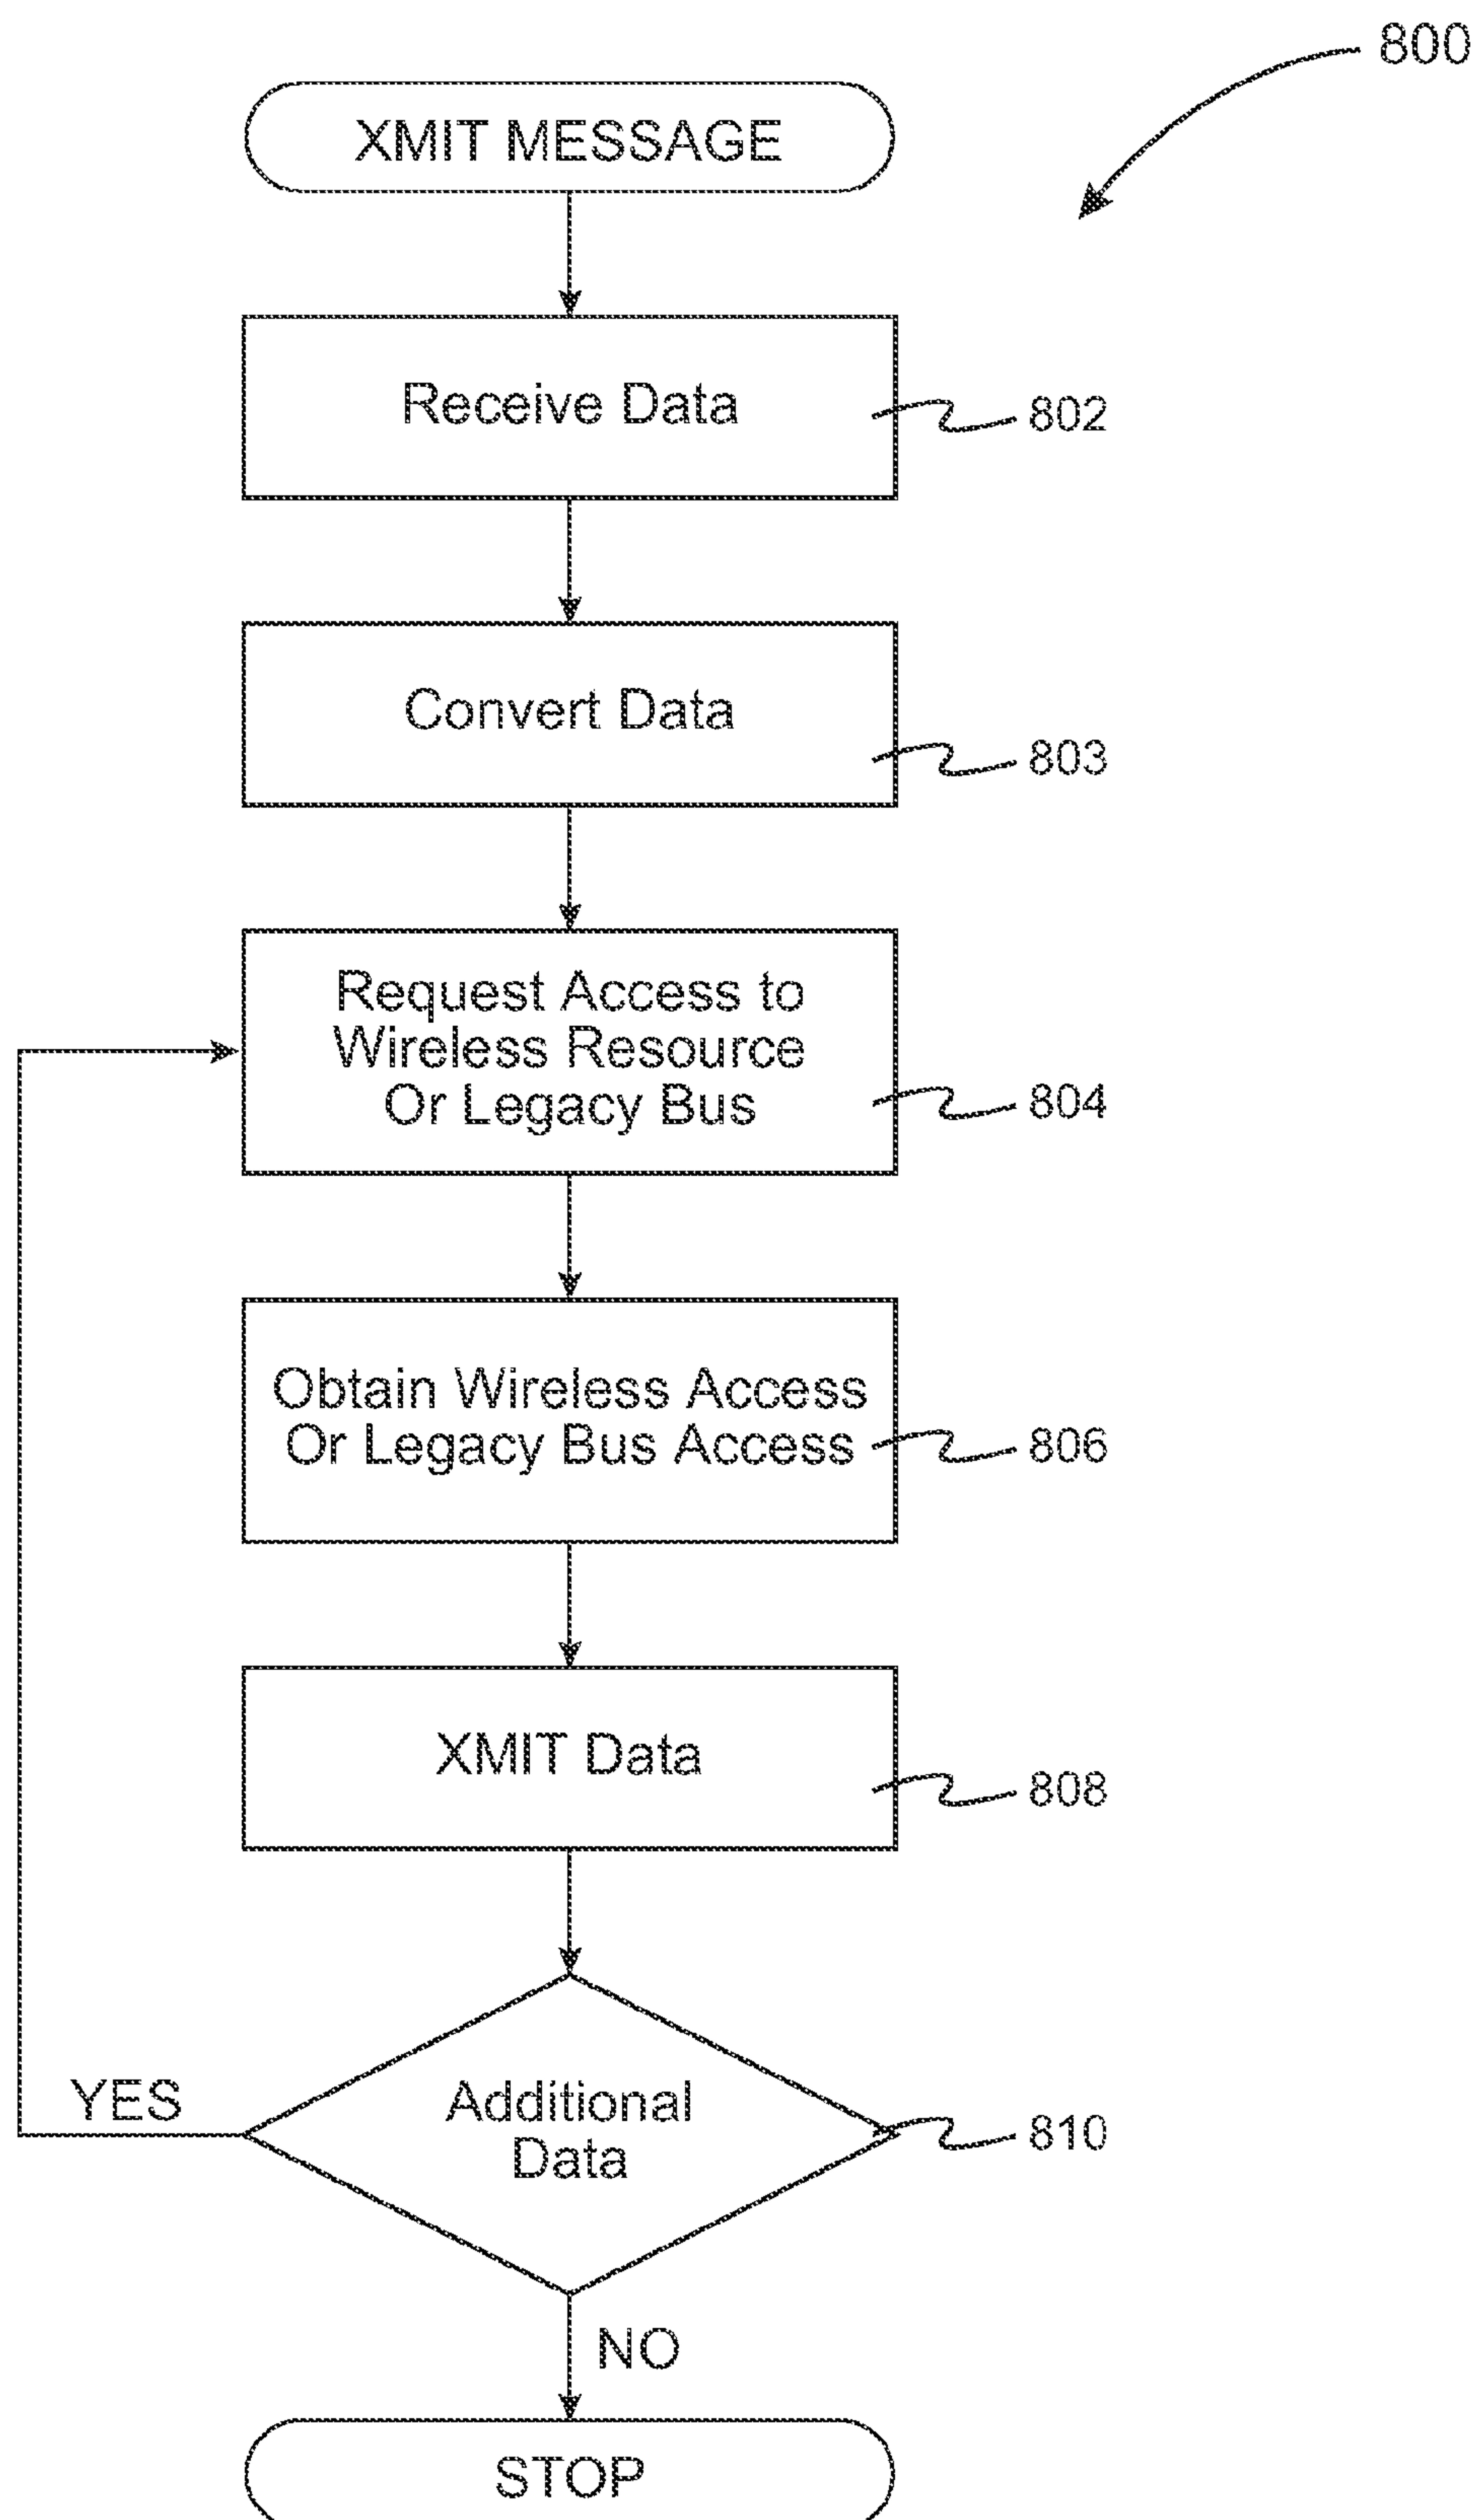 800
XMIT MESSAGE
Receive Data
802
Convert Data
803
Request Access to
Wireless Resource
Or Legacy Bus
804
Obtain Wireless Access
Or Legacy Bus Access
806
XMIT Data
808
YES
Additional
Data
810
NO
STOP